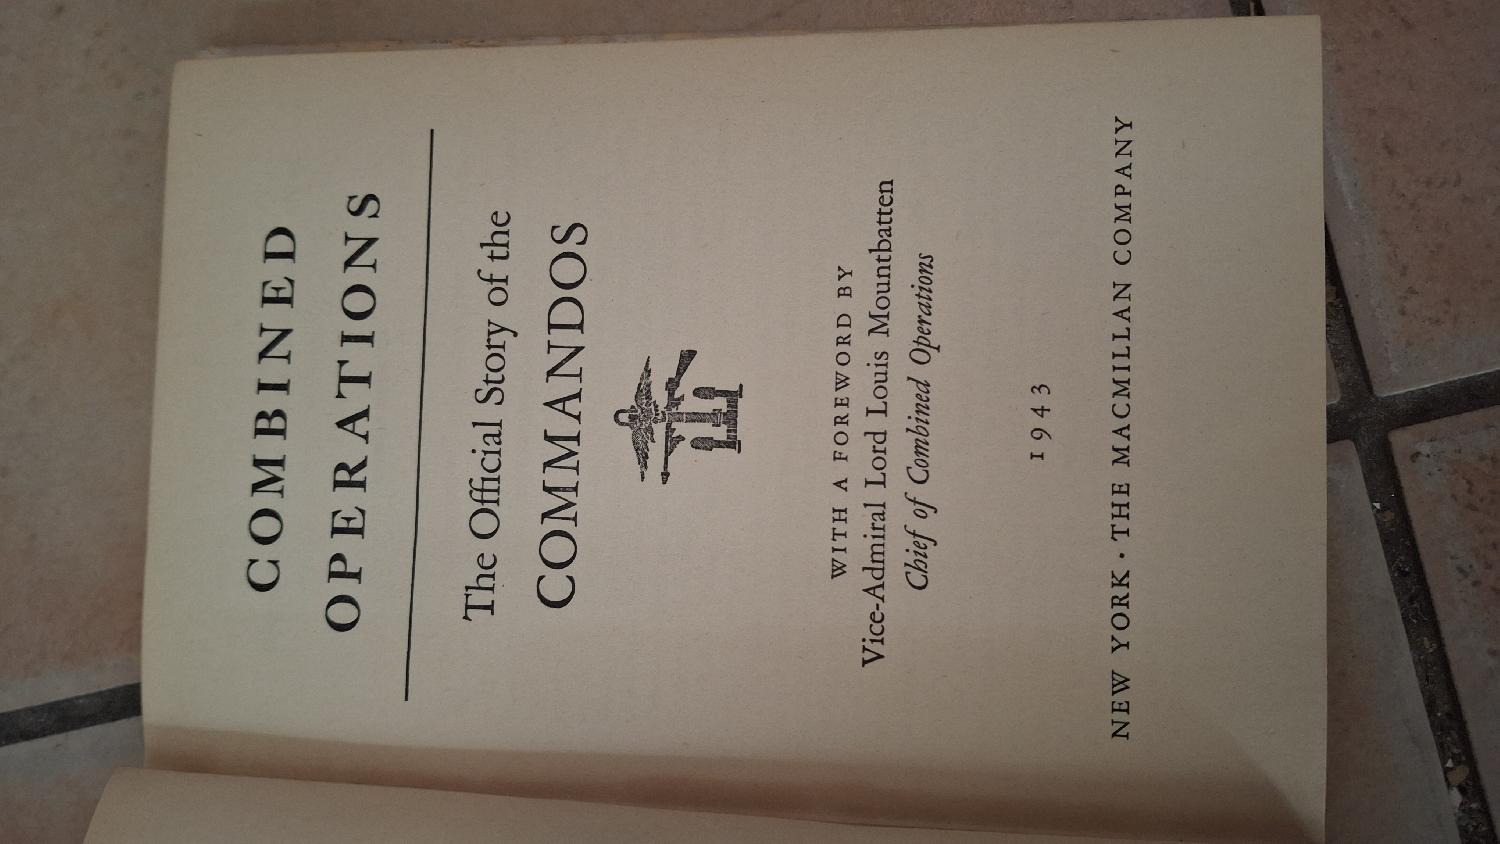 COMBINED
OPERATIONS
The Official Story of the
COMMANDOS
WITH A FOREWORD BY
Vice-Admiral Lord Louis Mountbatten
Chief of Combined Operations
1943
NEW YORK · THE MACMILLAN COMPANY